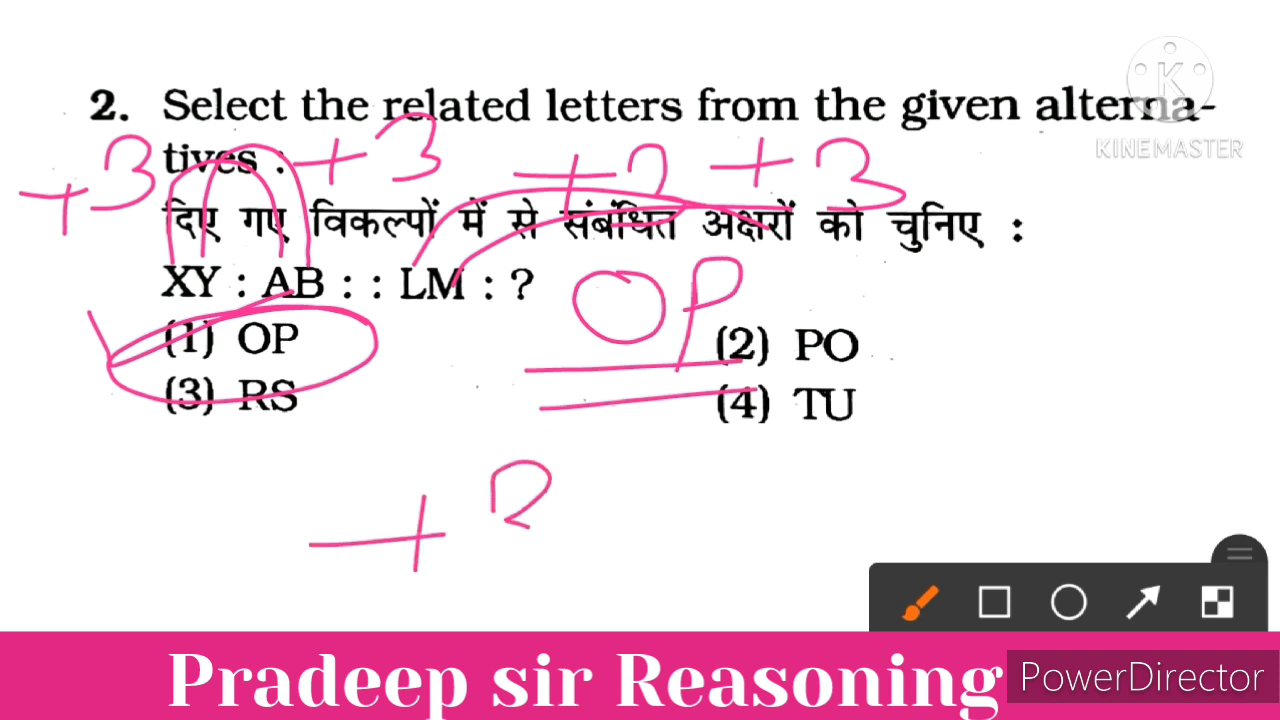 K
KINEMASTER
2. Select the related letters from the given alterna-
tives :
+3 +3 +3 +3
दिए गए विकल्पों में से संबंधित अक्षरों को चुनिए :
XY : AB : : LM : ?
OP
(1) OP (2) PO
(3) RS (4) TU
+
Pradeep sir Reasoning
PowerDirector